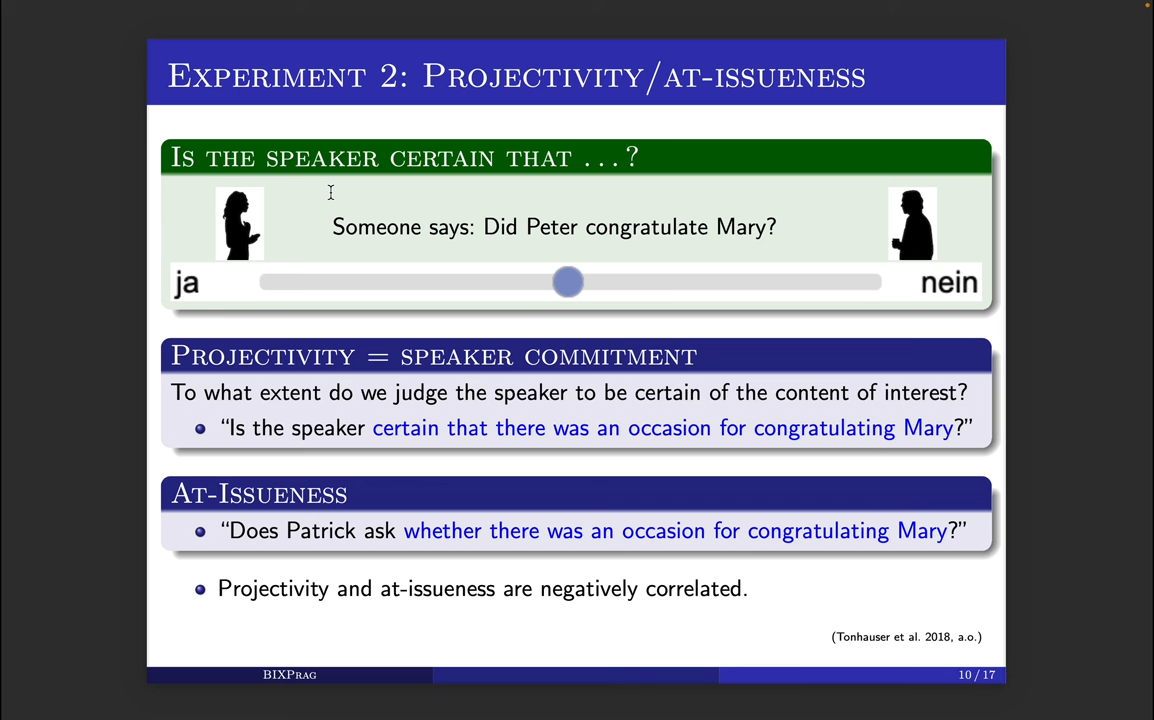 EXPERIMENT 2: PROJECTIVITY/AT-ISSUENESS
IS THE SPEAKER CERTAIN THAT ...?
Someone says: Did Peter congratulate Mary?
ja
nein
PROJECTIVITY = SPEAKER COMMITMENT
To what extent do we judge the speaker to be certain of the content of interest?
“Is the speaker certain that there was an occasion for congratulating Mary?”
AT-ISSUENESS
“Does Patrick ask whether there was an occasion for congratulating Mary?”
Projectivity and at-issueness are negatively correlated.
(Tonhauser et al. 2018, a.o.)
BIXPRAG
10 / 17